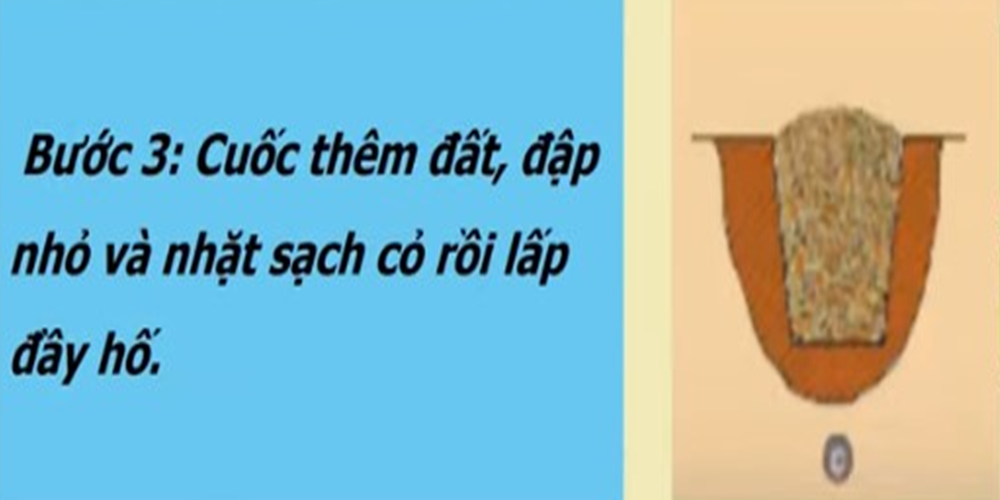 Bước 3: Cuốc thêm đất, đập
nhỏ và nhặt sạch cỏ rồi lấp
đầy hố.